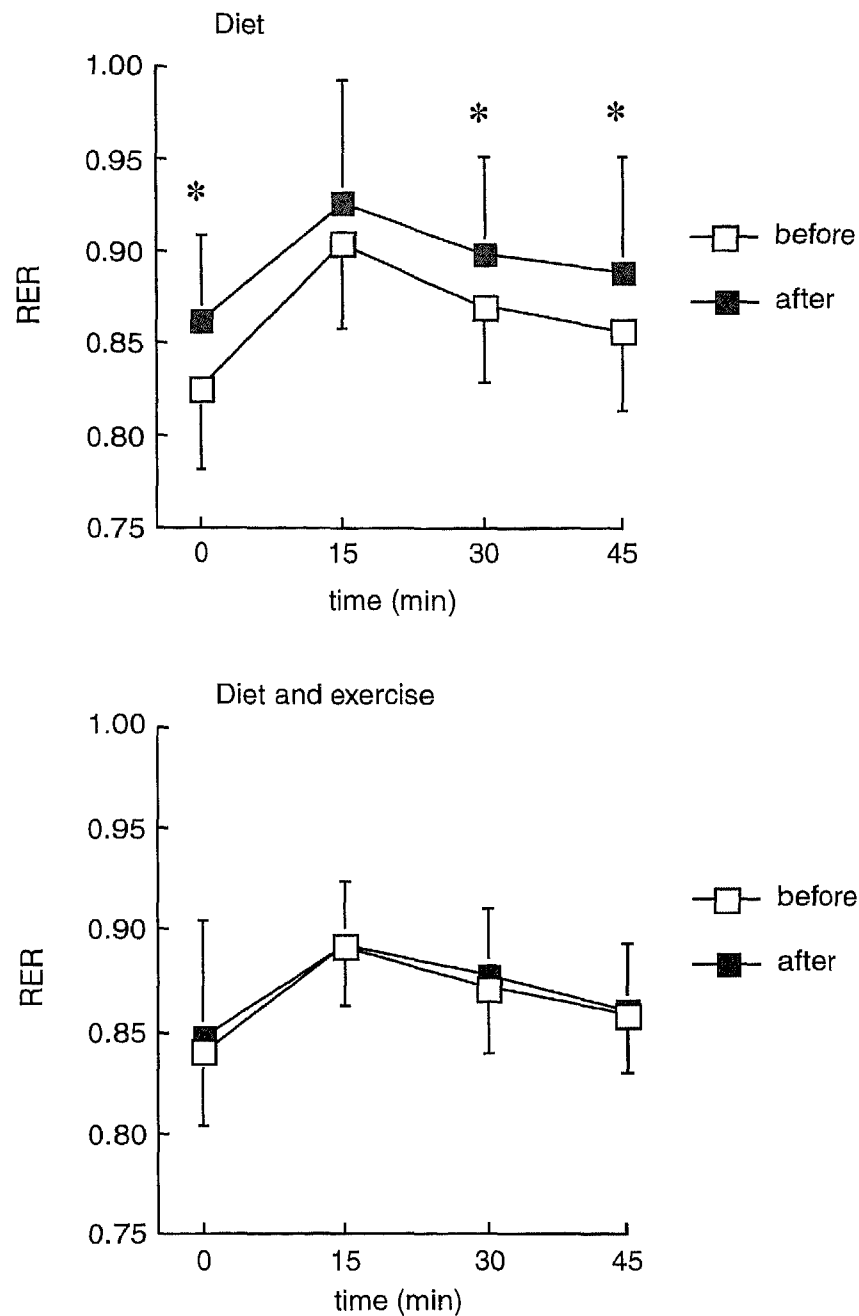 Diet
1.00
0.95
0.90
0.85
0.80
0.75
RER
* * *
0 15 30 45
time (min)
before
after
Diet and exercise
1.00
0.95
0.90
0.85
0.80
0.75
RER
0 15 30 45
time (min)
before
after